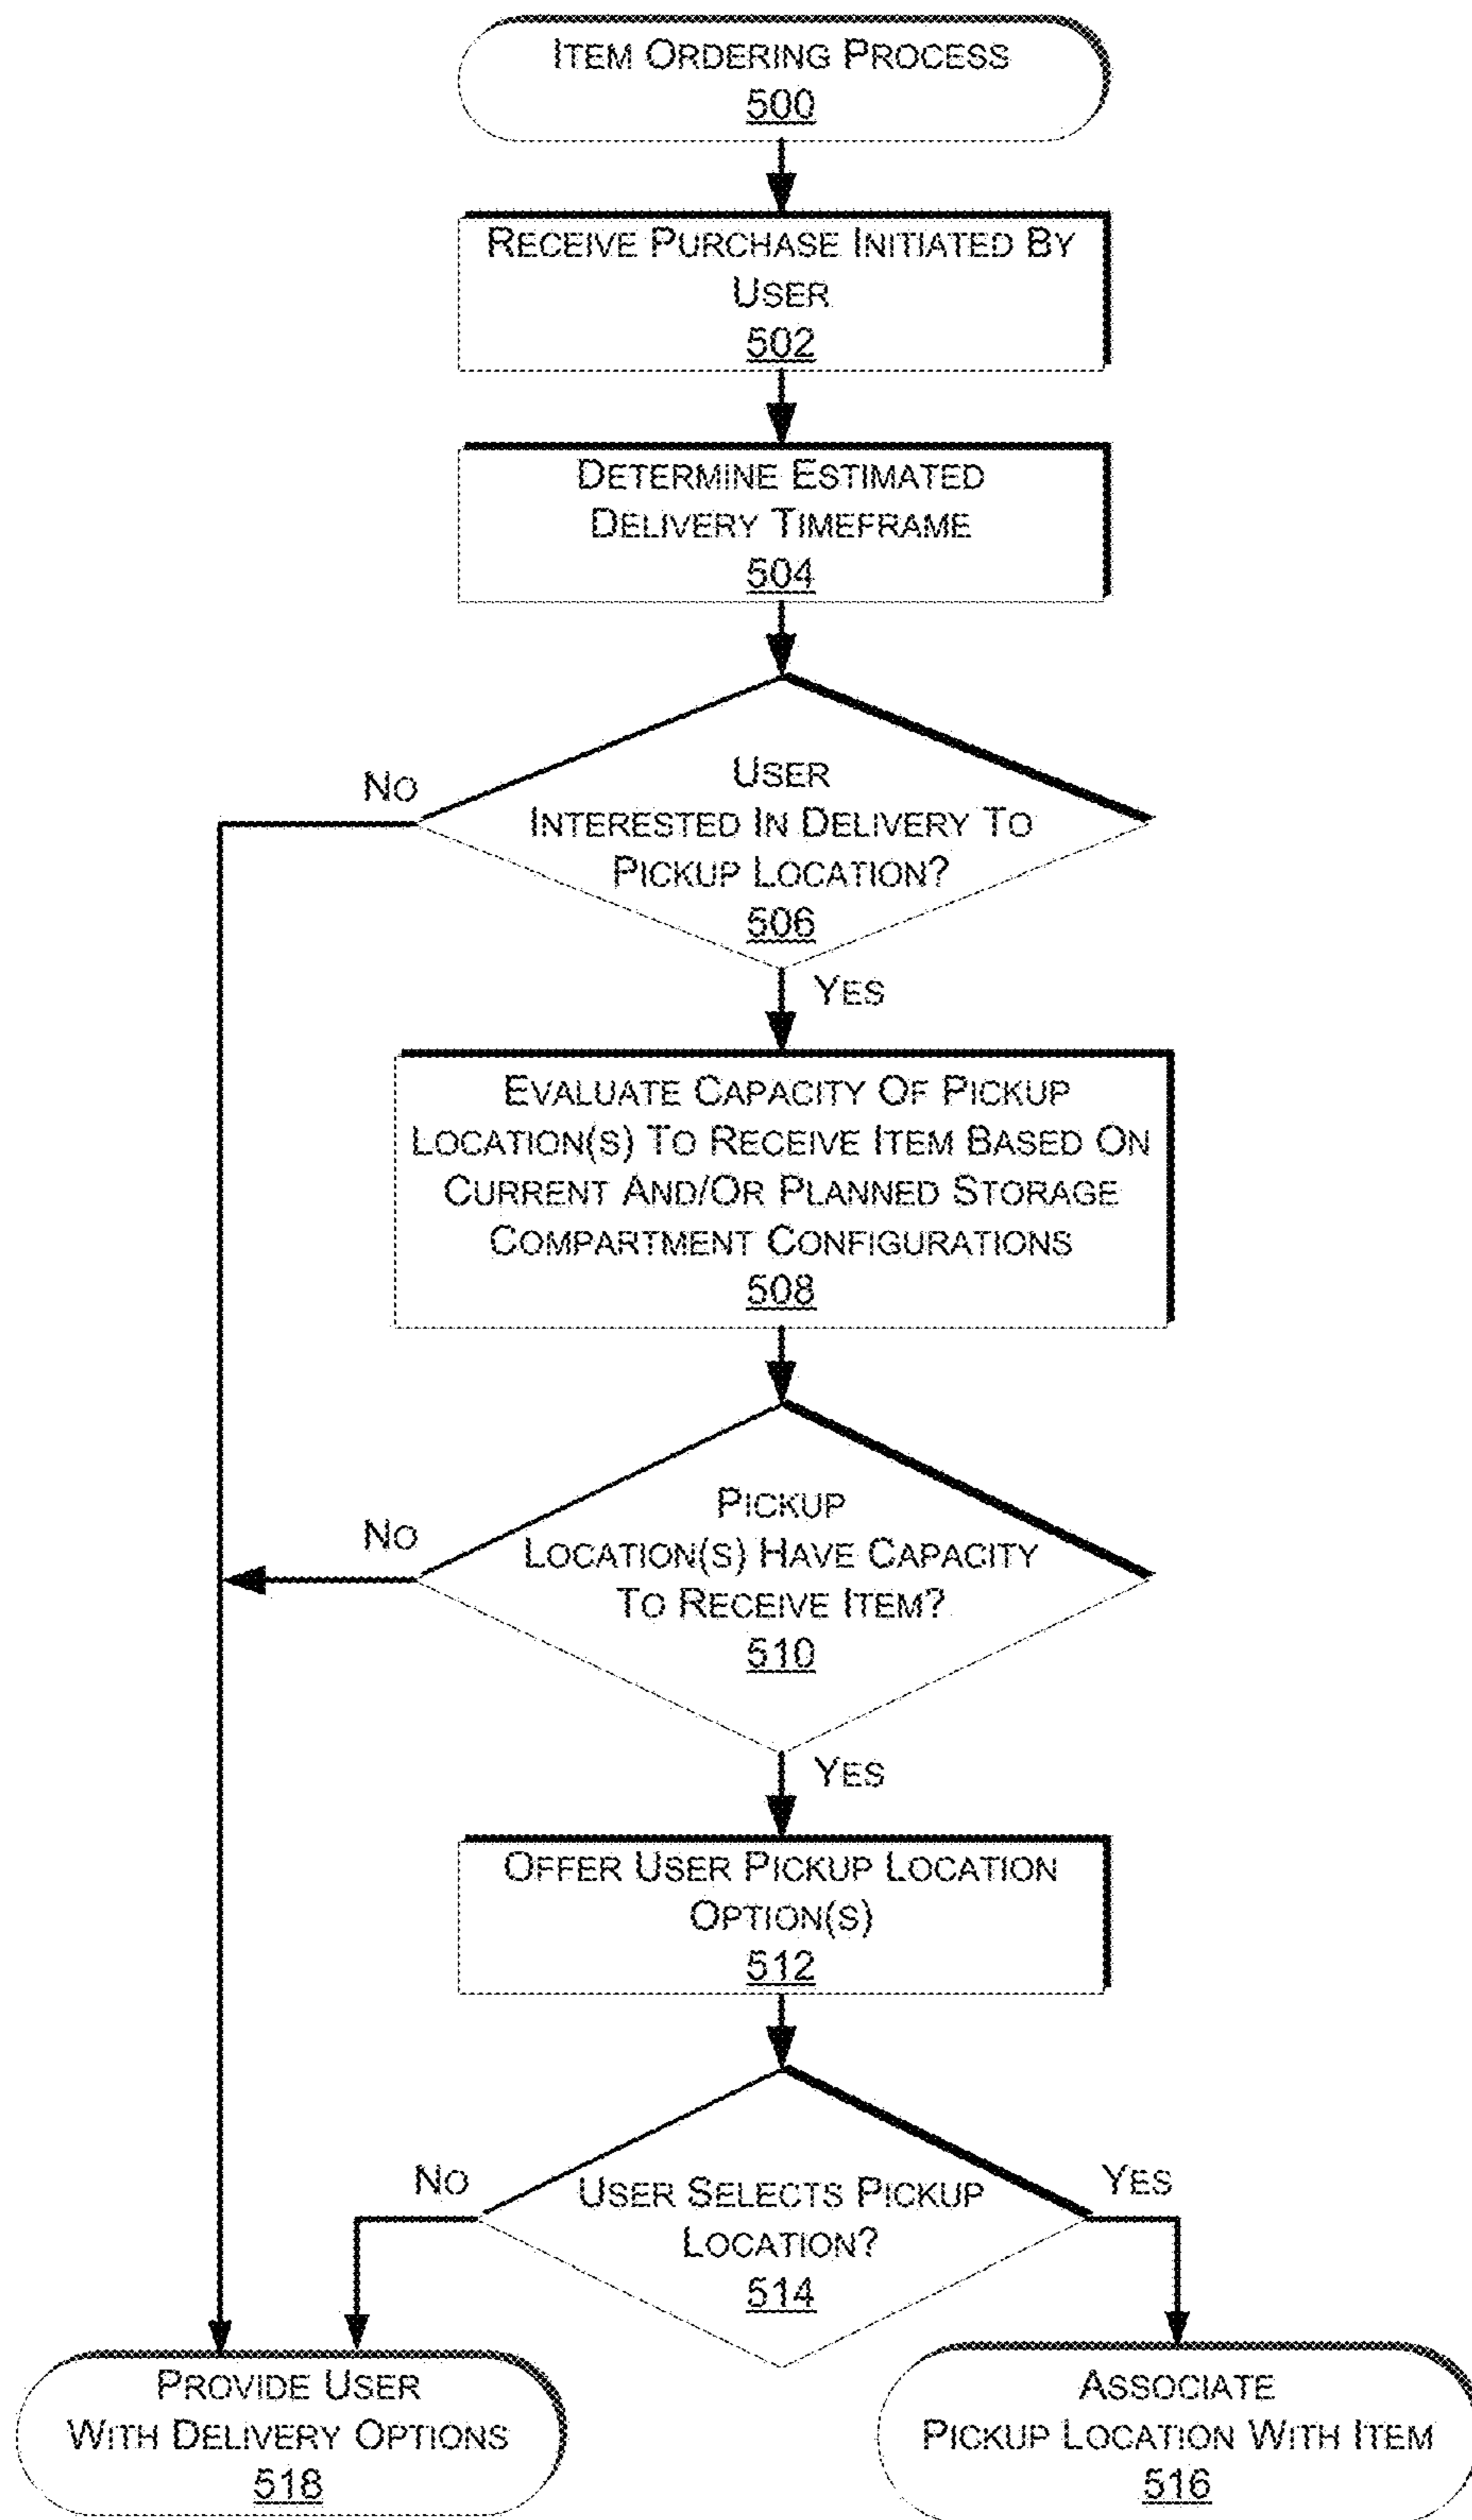 ITEM ORDERING PROCESS
500
RECEIVE PURCHASE INITIATED BY
USER
502
DETERMINE ESTIMATED
DELIVERY TIMEFRAME
504
NO
USER
INTERESTED IN DELIVERY TO
PICKUP LOCATION?
506
YES
EVALUATE CAPACITY OF PICKUP
LOCATION(S) TO RECEIVE ITEM BASED ON
CURRENT AND/OR PLANNED STORAGE
COMPARTMENT CONFIGURATIONS
508
NO
PICKUP
LOCATION(S) HAVE CAPACITY
TO RECEIVE ITEM?
510
YES
OFFER USER PICKUP LOCATION
OPTION(S)
512
NO
USER SELECTS PICKUP
LOCATION?
514
YES
PROVIDE USER
WITH DELIVERY OPTIONS
518
ASSOCIATE
PICKUP LOCATION WITH ITEM
516